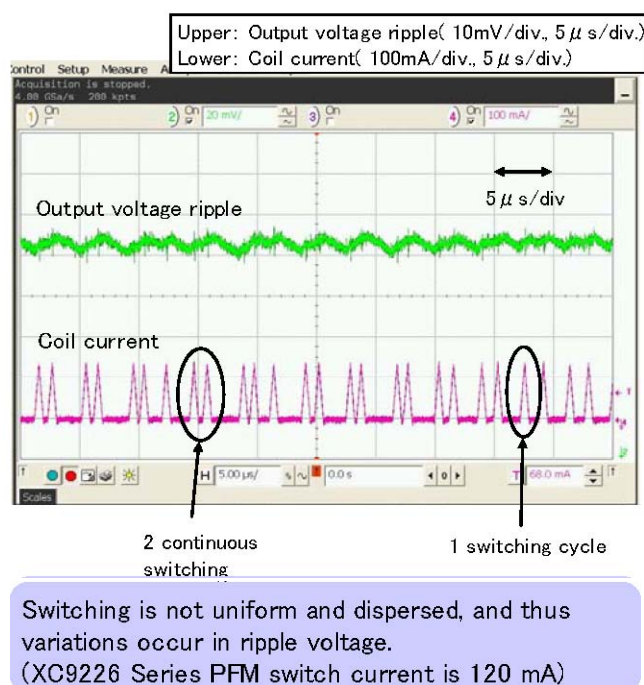 Upper: Output voltage ripple( 10mV/div., 5μs/div.)
Lower: Coil current( 100mA/div., 5μs/div.)
ontrol Setup Measure
Acquisition is stopped.
4.00 GSa/s 200 kpts
1) On 2) On 20 mV/ 3) On 4) On 100 mA/
5μs/div
Output voltage ripple
Coil current
H 5.00 μs/ 0.0 s 0 T 68.0 mA
Scales
2 continuous
switching
1 switching cycle
Switching is not uniform and dispersed, and thus
variations occur in ripple voltage.
(XC9226 Series PFM switch current is 120 mA)